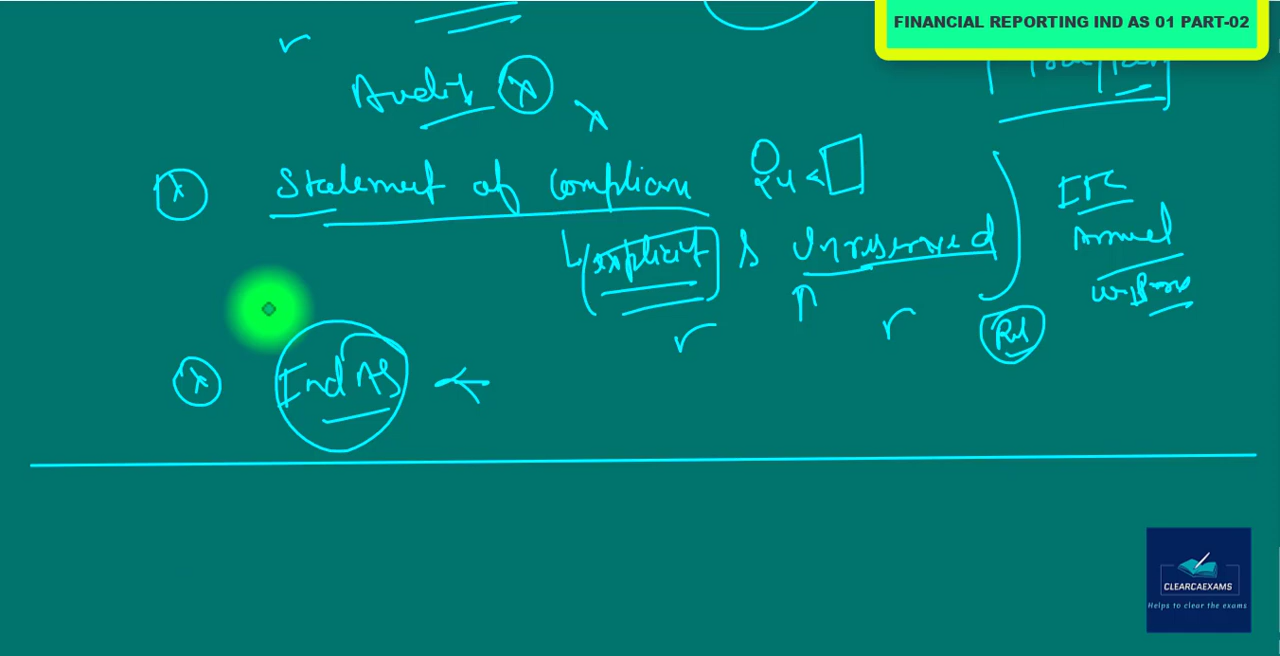 FINANCIAL REPORTING IND AS 01 PART-02
Audit x
x
x Statement of Complian
explicit & Unreserved
Annual
x Ind AS
CLEARCAEXAMS
Helps to clear the exams